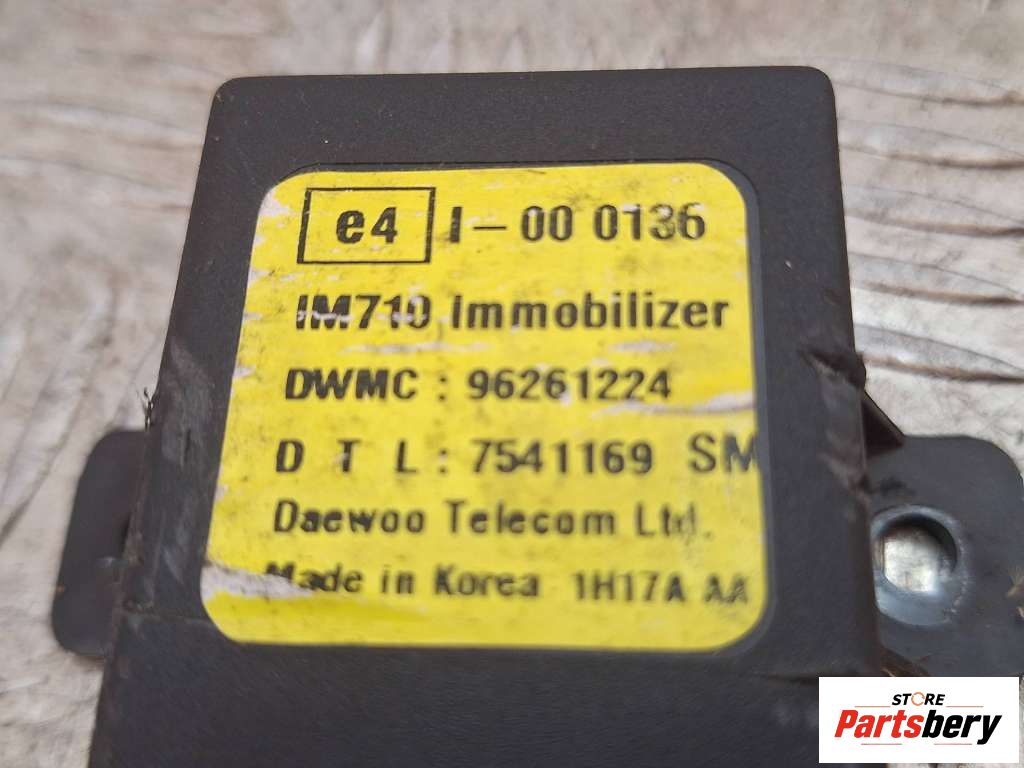 e4 I-00 0136
IM710 Immobilizer
DWMC : 96261224
D T L : 7541169 SM
Daewoo Telecom Ltd.
Made in Korea 1H17A AA
STORE
Partsbery